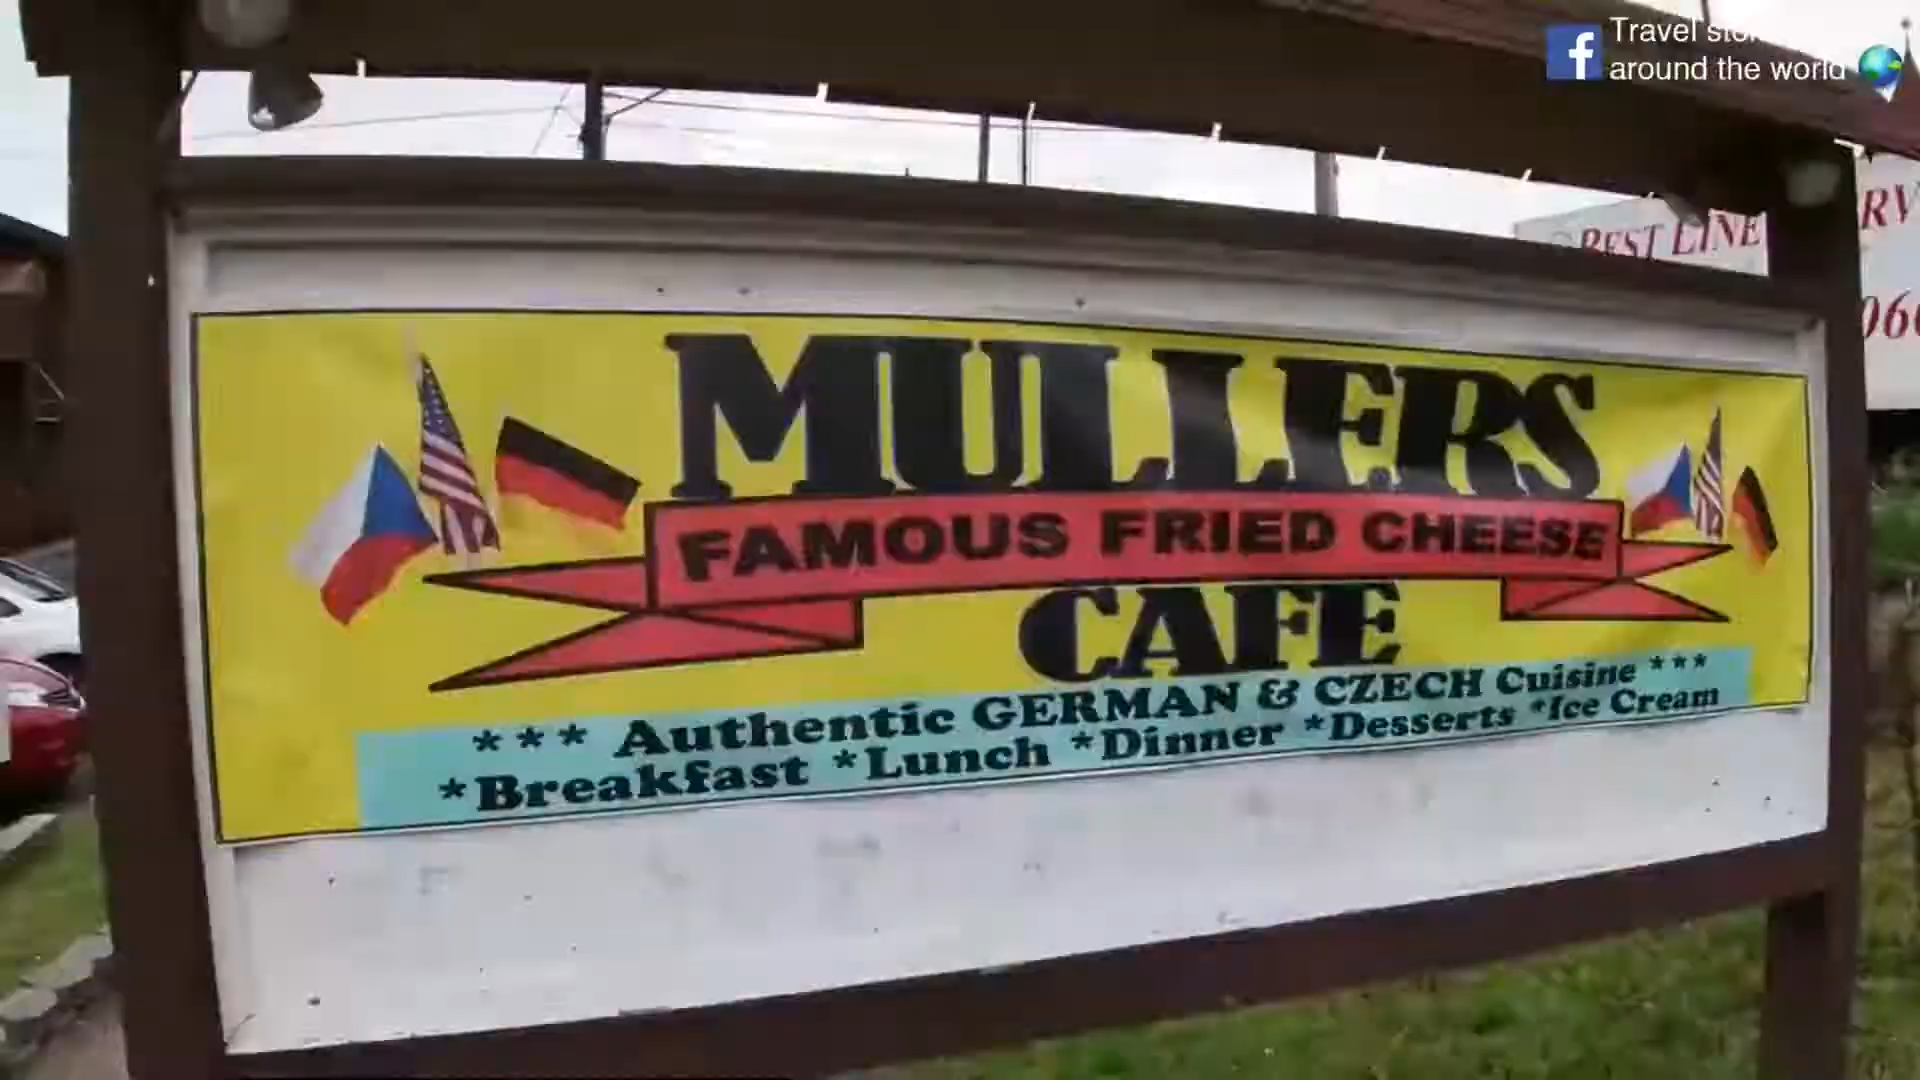 Travel
around the world
BEST LINE
RV
MULLERS
FAMOUS FRIED CHEESE
CAFE
*** Authentic GERMAN & CZECH Cuisine ***
*Breakfast *Lunch *Dinner *Desserts *Ice Cream